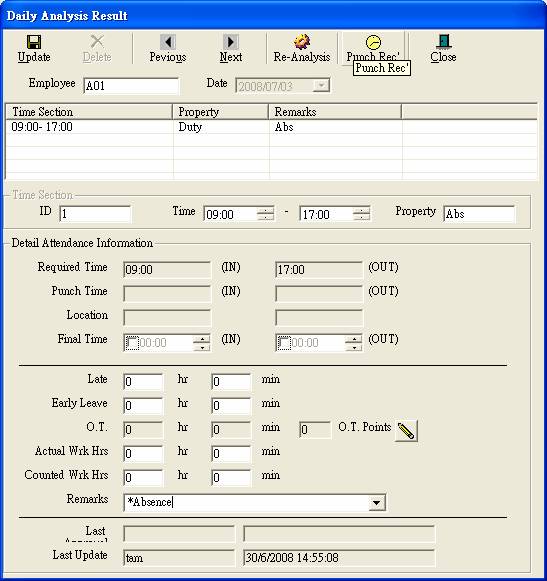 Daily Analysis Result
Update Delete Pevious Next Re-Analysis Punch Rec' Close
Punch Rec'
Employee A01 Date 2008/07/03
Time Section Property Remarks
09:00- 17:00 Duty Abs
Time Section
ID 1 Time 09:00 - 17:00 Property Abs
Detail Attendance Information
Required Time 09:00 (IN) 17:00 (OUT)
Punch Time (IN) (OUT)
Location
Final Time 00:00 (IN) 00:00 (OUT)
Late 0 hr 0 min
Early Leave 0 hr 0 min
O.T. 0 hr 0 min 0 O.T. Points
Actual Wrk Hrs 0 hr 0 min
Counted Wrk Hrs 0 hr 0 min
Remarks *Absence
Last
Last Update tam 30/6/2008 14:55:08